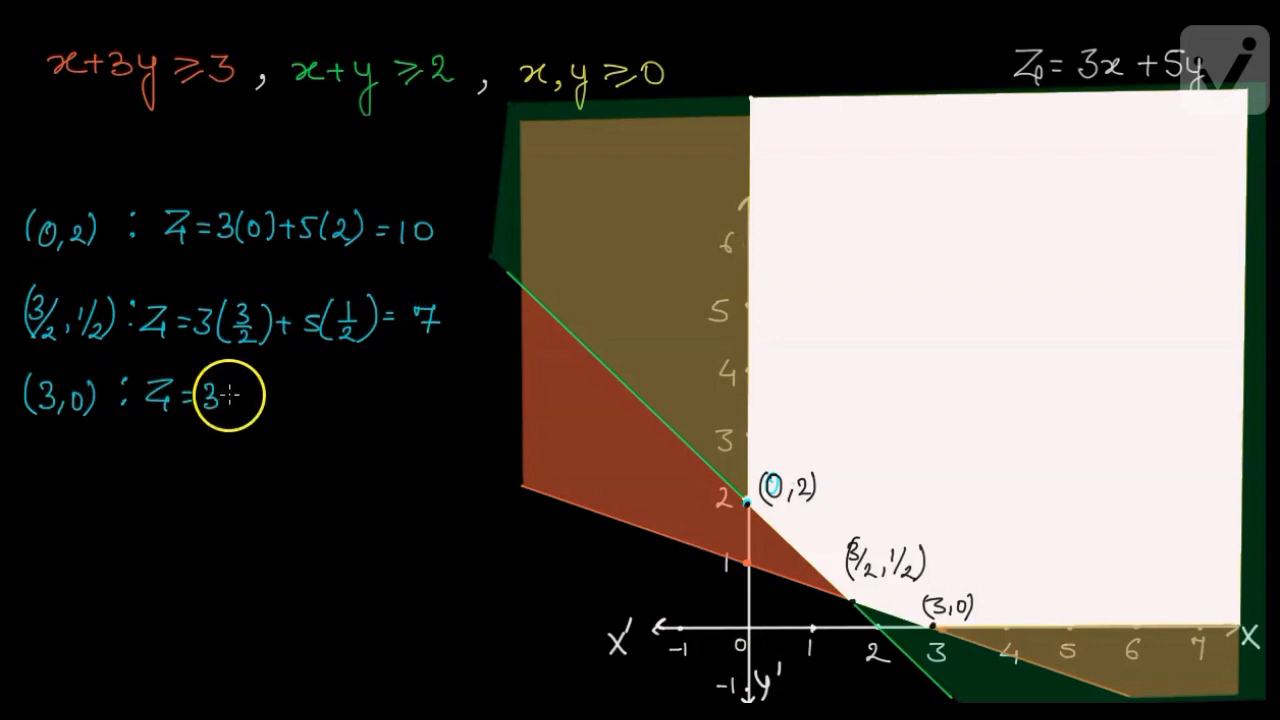 x+3y ≥3 , x+y ≥2 , x,y ≥0
Z = 3x +5y
(0,2) : Z = 3(0)+5(2) = 10
(3/2, 1/2) : Z = 3(3/2)+ 5(1/2) = 7
(3,0) : Z = 3
6
5
4
3
2
(0,2)
1
(3/2, 1/2)
(3,0)
X' -1 0 1 2 3 4 5 6 7 X
-1 y'